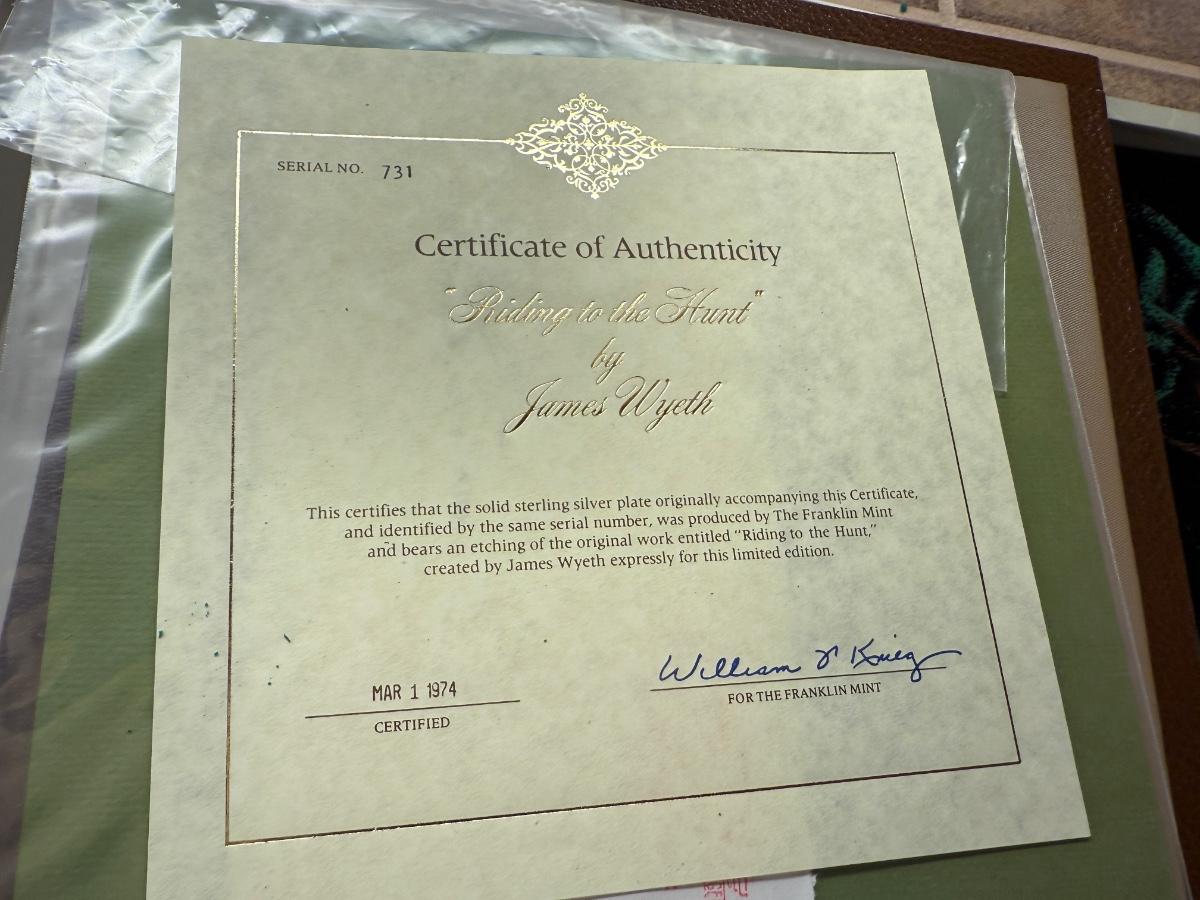 SERIAL NO. 731
Certificate of Authenticity
"Riding to the Hunt"
by
James Wyeth
This certifies that the solid sterling silver plate originally accompanying this Certificate,
and identified by the same serial number, was produced by The Franklin Mint
and bears an etching of the original work entitled "Riding to the Hunt,"
created by James Wyeth expressly for this limited edition.
MAR 1 1974
CERTIFIED
William
FOR THE FRANKLIN MINT